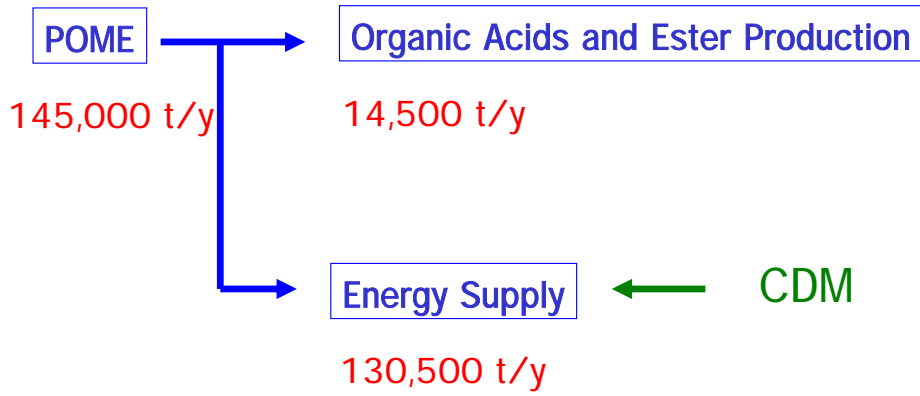 POME
Organic Acids and Ester Production
145,000 t/y
14,500 t/y
Energy Supply
CDM
130,500 t/y